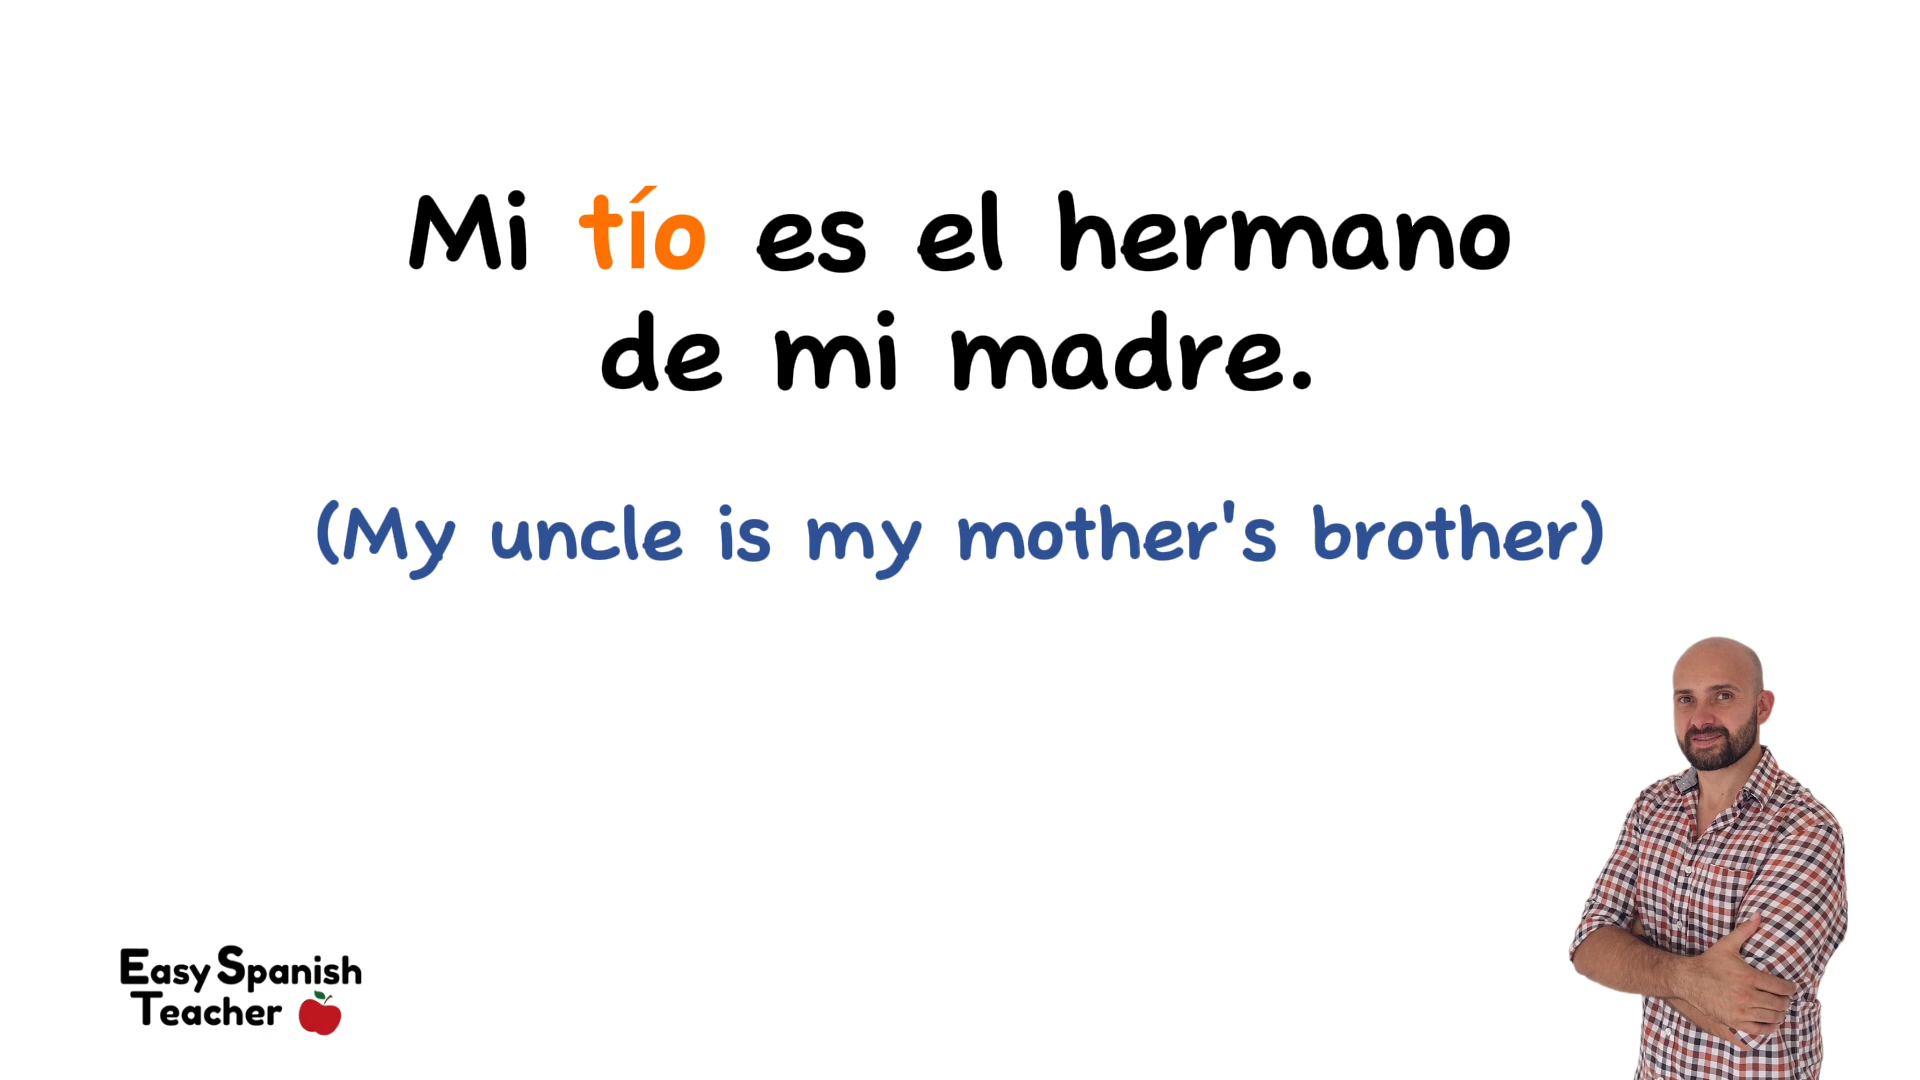 Mi tío es el hermano
de mi madre.
(My uncle is my mother's brother)
Easy Spanish
Teacher